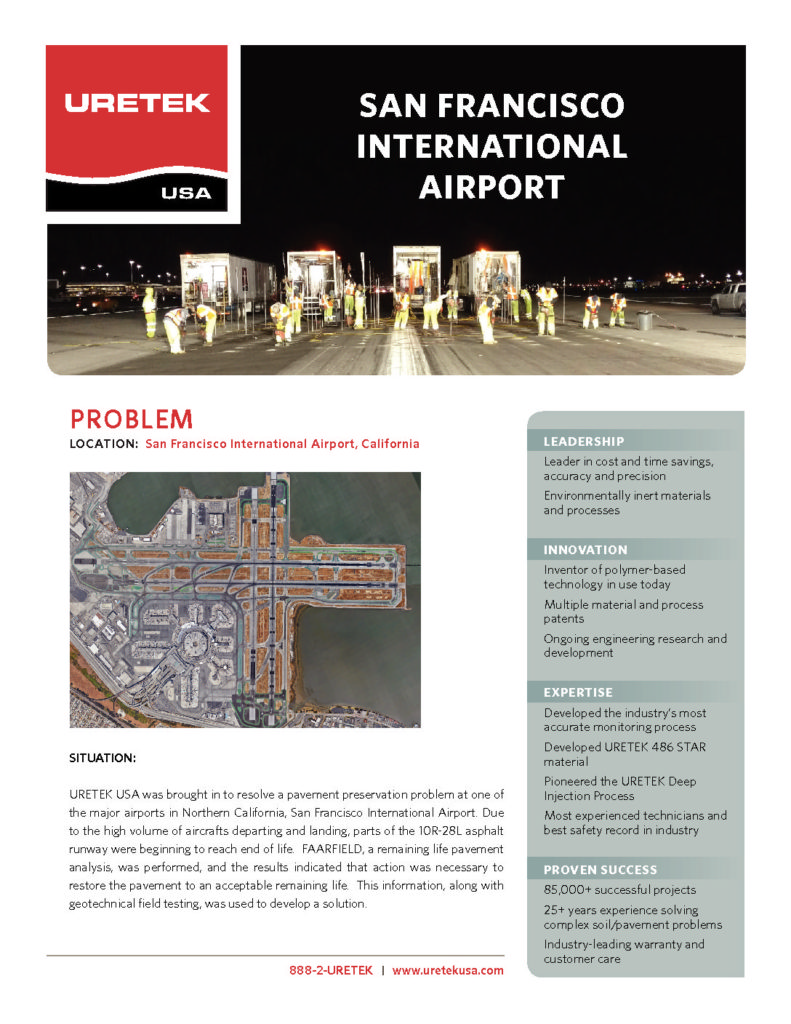 URETEK
USA
SAN FRANCISCO
INTERNATIONAL
AIRPORT
PROBLEM
LOCATION: San Francisco International Airport, California
SITUATION:
URETEK USA was brought in to resolve a pavement preservation problem at one of
the major airports in Northern California, San Francisco International Airport. Due
to the high volume of aircrafts departing and landing, parts of the 10R-28L asphalt
runway were beginning to reach end of life. FAARFIELD, a remaining life pavement
analysis, was performed, and the results indicated that action was necessary to
restore the pavement to an acceptable remaining life. This information, along with
geotechnical field testing, was used to develop a solution.
888-2-URETEK | www.uretekusa.com
LEADERSHIP
Leader in cost and time savings,
accuracy and precision
Environmentally inert materials
and processes
INNOVATION
Inventor of polymer-based
technology in use today
Multiple material and process
patents
Ongoing engineering research and
development
EXPERTISE
Developed the industry's most
accurate monitoring process
Developed URETEK 486 STAR
material
Pioneered the URETEK Deep
Injection Process
Most experienced technicians and
best safety record in industry
PROVEN SUCCESS
85,000+ successful projects
25+ years experience solving
complex soil/pavement problems
Industry-leading warranty and
customer care